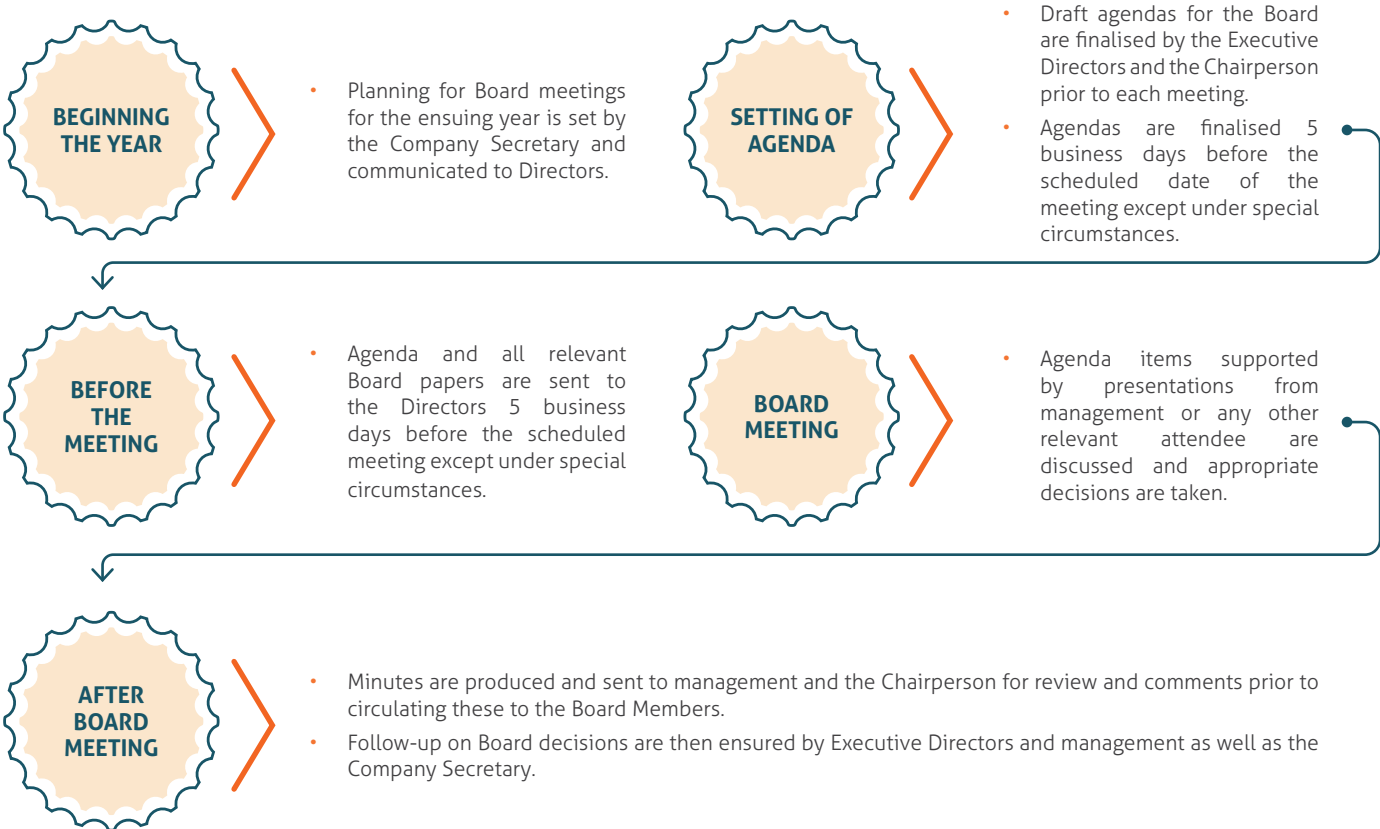 BEGINNING
THE YEAR
• Planning for Board meetings
for the ensuing year is set by
the Company Secretary and
communicated to Directors.
SETTING OF
AGENDA
• Draft agendas for the Board
are finalised by the Executive
Directors and the Chairperson
prior to each meeting.
• Agendas are finalised 5
business days before the
scheduled date of the
meeting except under special
circumstances.
BEFORE
THE
MEETING
• Agenda and all relevant
Board papers are sent to
the Directors 5 business
days before the scheduled
meeting except under special
circumstances.
BOARD
MEETING
• Agenda items supported
by presentations from
management or any other
relevant attendee are
discussed and appropriate
decisions are taken.
AFTER
BOARD
MEETING
• Minutes are produced and sent to management and the Chairperson for review and comments prior to
circulating these to the Board Members.
• Follow-up on Board decisions are then ensured by Executive Directors and management as well as the
Company Secretary.